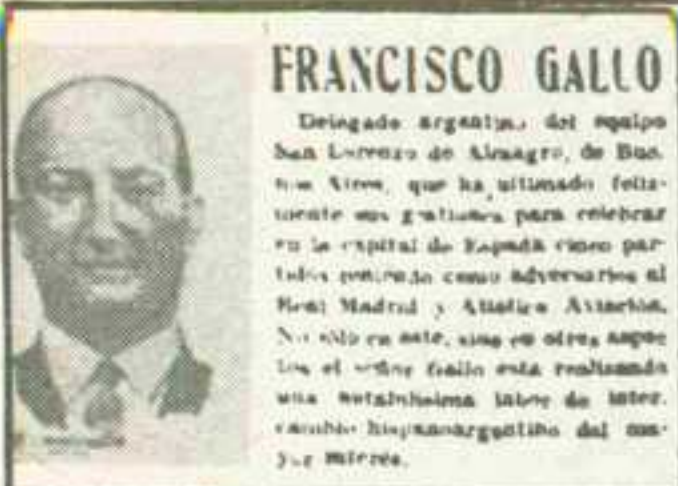 FRANCISCO GALLO
Delegado argentino del equipo
San Lorenzo de Almagro, de Bue-
nos Aires, que ha ultimado feliz-
mente sus gestiones para celebrar
en la capital de España cinco par-
tidos teniendo como adversarios al
Real Madrid y Atlético Aviación.
No sólo en este, sino en otros aspec
tos el señor Gallo está realizando
una notabilísima labor de inter-
cambio hispanoargentino del ma-
yor interés.